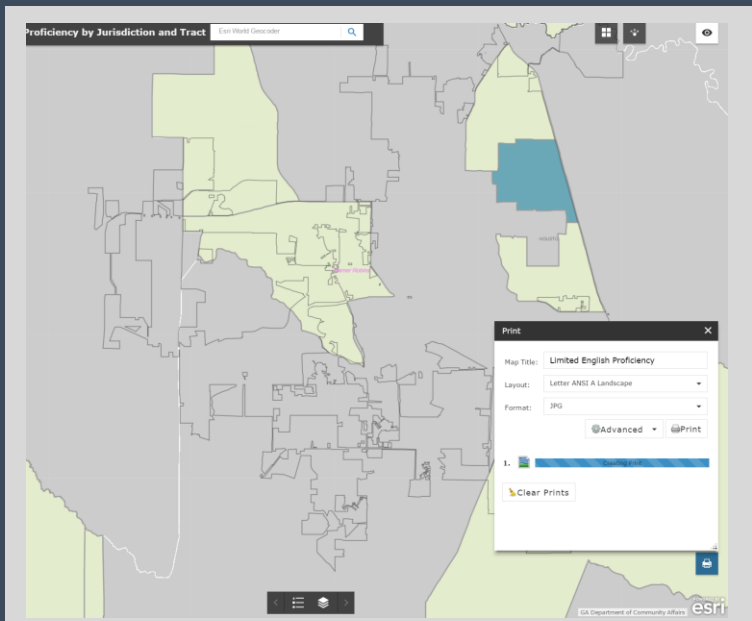 Proficiency by Jurisdiction and Tract
Esri World Geocoder
Print
Map Title:
Limited English Proficiency
Layout:
Letter ANSI A Landscape
Format:
JPG
Advanced
Print
1.
Creating Print
Clear Prints
GA Department of Community Affairs
esri